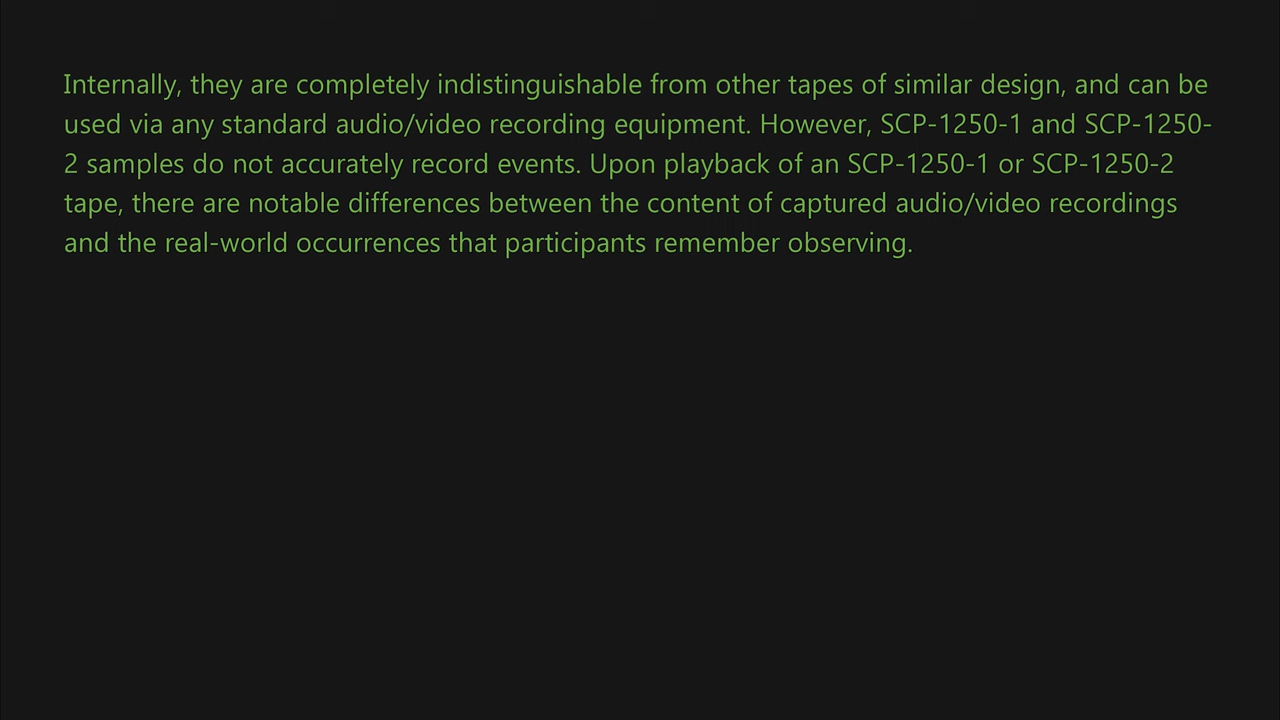 Internally, they are completely indistinguishable from other tapes of similar design, and can be
used via any standard audio/video recording equipment. However, SCP-1250-1 and SCP-1250-
2 samples do not accurately record events. Upon playback of an SCP-1250-1 or SCP-1250-2
tape, there are notable differences between the content of captured audio/video recordings
and the real-world occurrences that participants remember observing.